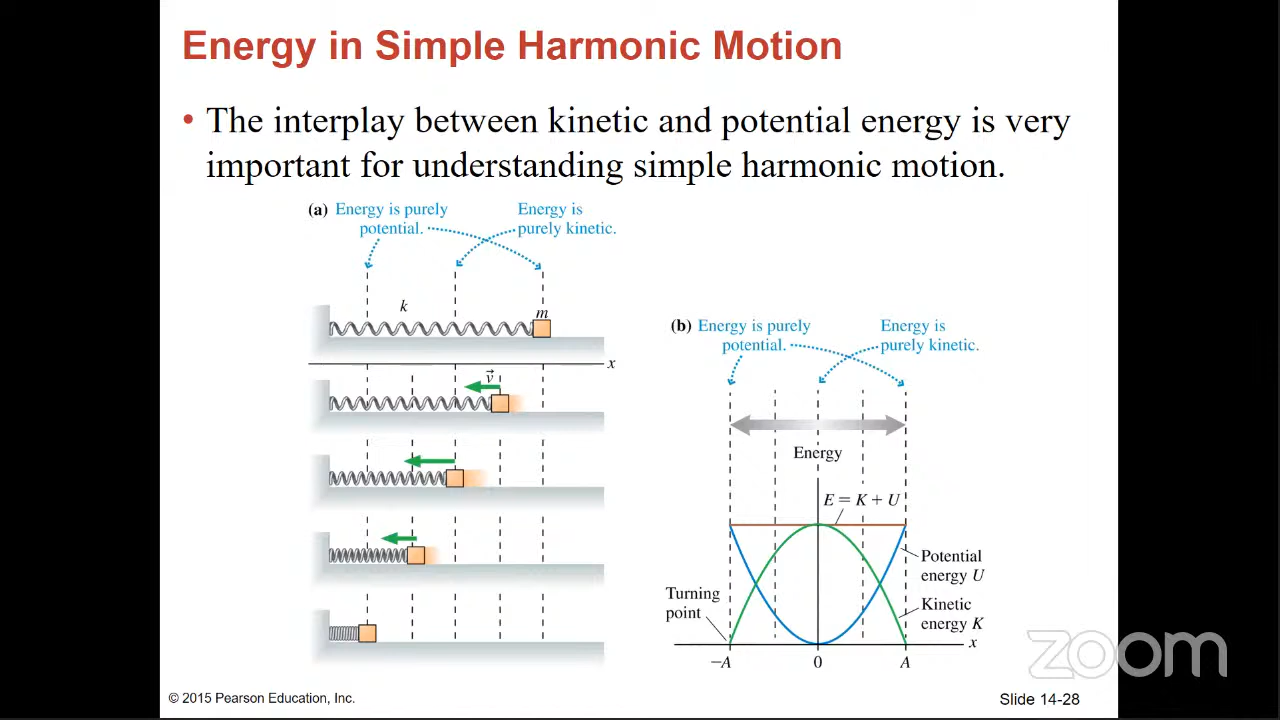 Energy in Simple Harmonic Motion
• The interplay between kinetic and potential energy is very
important for understanding simple harmonic motion.
(a) Energy is purely
potential.
Energy is
purely kinetic.
k
m
x
v⃗
(b) Energy is purely
potential.
Energy is
purely kinetic.
Energy
E = K + U
Potential
energy U
Turning
point
Kinetic
energy K
x
−A
0
A
zoom
© 2015 Pearson Education, Inc.
Slide 14-28